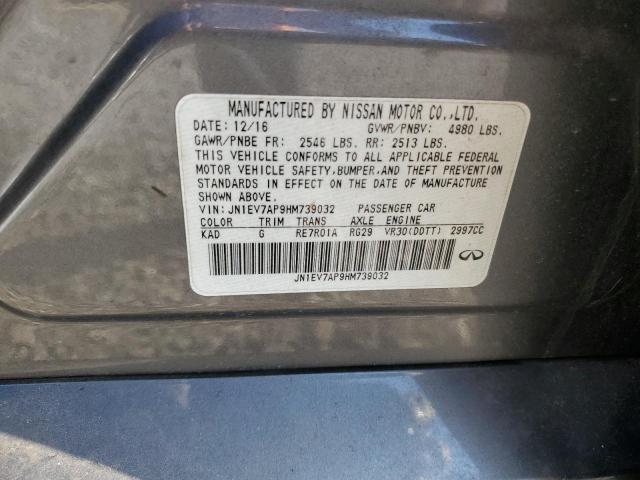 MANUFACTURED BY NISSAN MOTOR CO.,LTD.
DATE: 12/16 GVWR/PNBV: 4980 LBS.
GAWR/PNBE FR: 2546 LBS. RR: 2513 LBS.
THIS VEHICLE CONFORMS TO ALL APPLICABLE FEDERAL
MOTOR VEHICLE SAFETY,BUMPER,AND THEFT PREVENTION
STANDARDS IN EFFECT ON THE DATE OF MANUFACTURE
SHOWN ABOVE.
VIN: JN1EV7AP9HM739032 PASSENGER CAR
COLOR TRIM TRANS AXLE ENGINE
KAD G RE7R01A RG29 VR30(DDTT) 2997CC
JN1EV7AP9HM739032